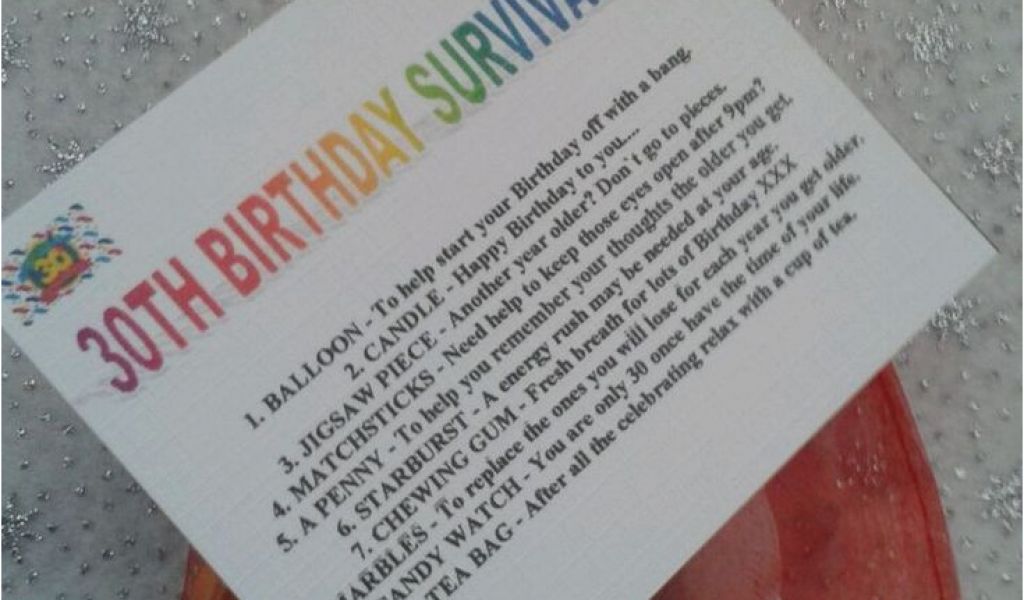 30
30TH BIRTHDAY SURVIVA
1. BALLOON - To help start your Birthday off with a bang.
2. CANDLE - Happy Birthday to you....
3. JIGSAW PIECE - Another year older? Don`t go to pieces.
4. MATCHSTICKS - Need help to keep those eyes open after 9pm?
5. A PENNY - To help you remember your thoughts the older you get.
6. STARBURST - A energy rush may be needed at your age.
7. CHEWING GUM - Fresh breath for lots of Birthday XXX
ARBLES - To replace the ones you will lose for each year you get older.
ANDY WATCH - You are only 30 once have the time of your life.
TEA BAG - After all the celebrating relax with a cup of tea.